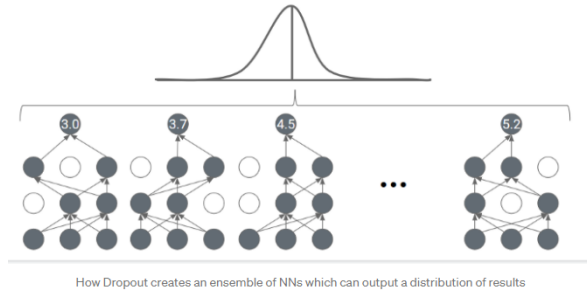 3.0 3.7 4.5 5.2
How Dropout creates an ensemble of NNs which can output a distribution of results